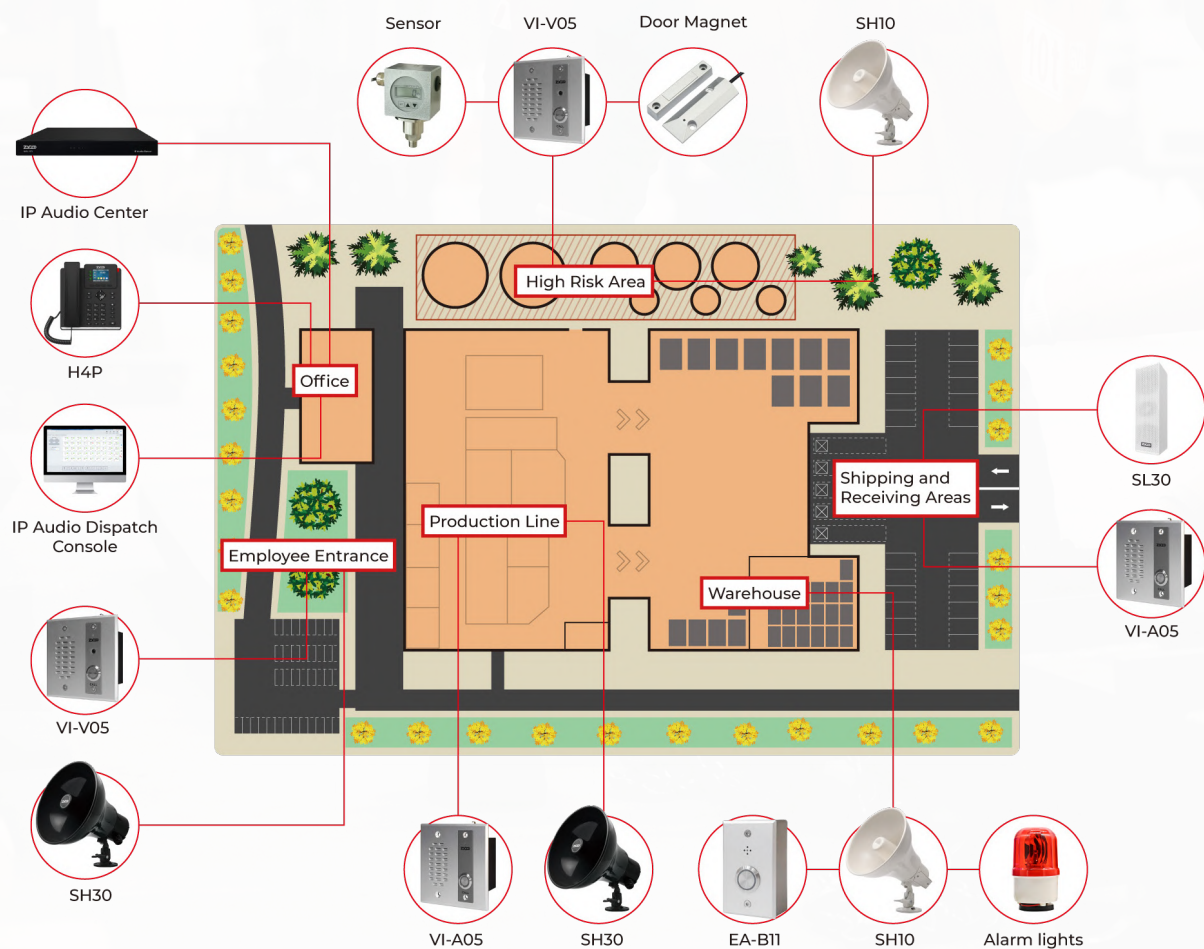 Sensor
VI-V05
Door Magnet
SH10
IP Audio Center
High Risk Area
H4P
Office
IP Audio Dispatch
Console
Shipping and
Receiving Areas
SL30
Production Line
Employee Entrance
Warehouse
VI-A05
VI-V05
SH30
VI-A05
SH30
EA-B11
SH10
Alarm lights